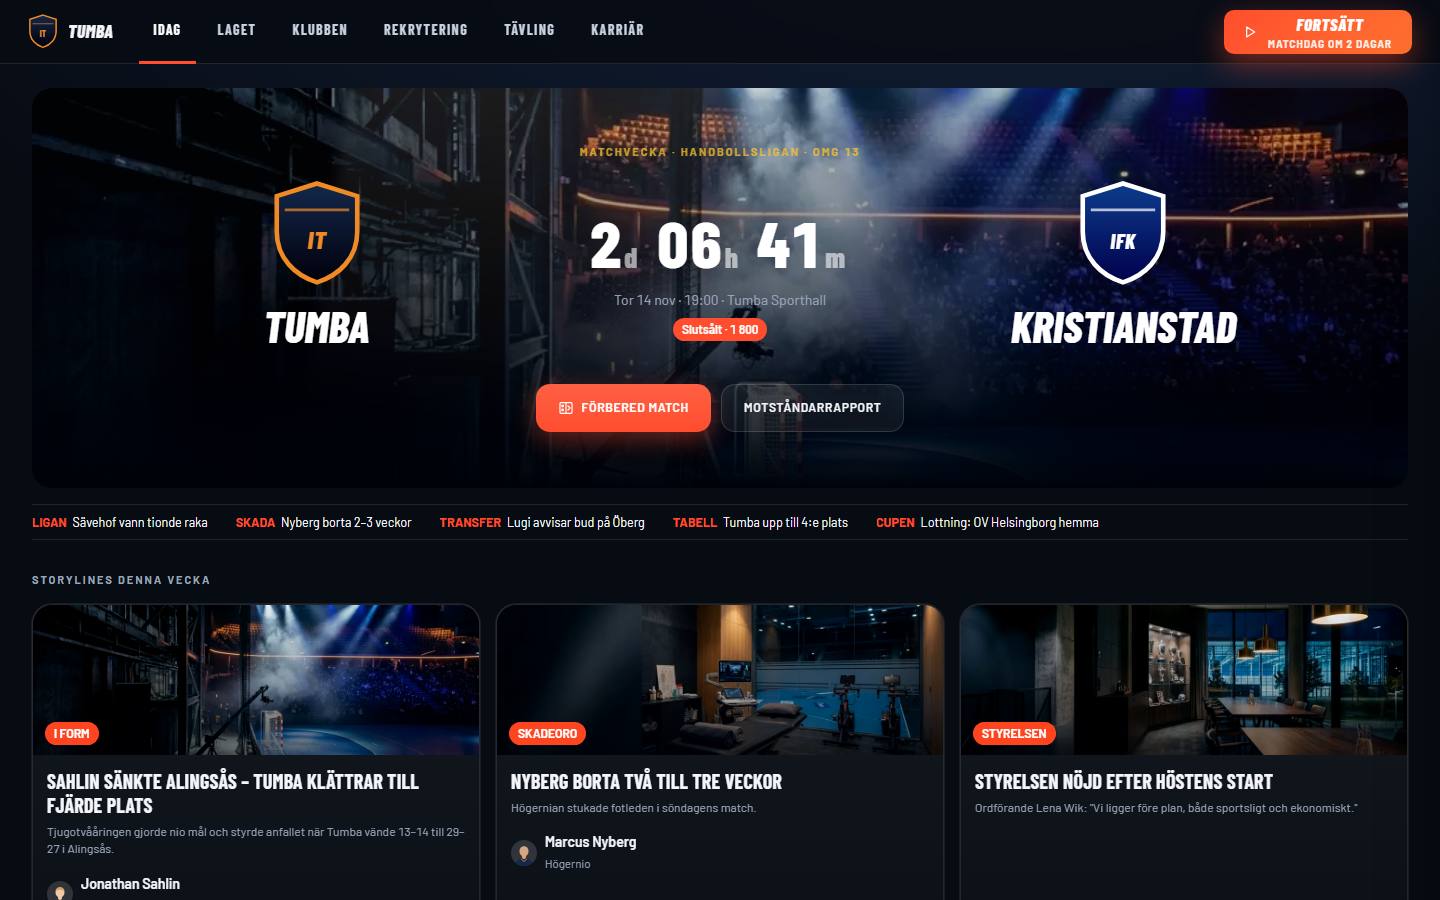 IT TUMBA IDAG LAGET KLUBBEN REKRYTERING TÄVLING KARRIÄR FORTSÄTT
MATCHDAG OM 2 DAGAR
MATCHVECKA · HANDBOLLSLIGAN · OMG 13
IT
TUMBA
2d 06h 41m
Tor 14 nov · 19:00 · Tumba Sporthall
Slutsålt · 1 800
IFK
KRISTIANSTAD
FÖRBERED MATCH MOTSTÅNDARRAPPORT
LIGAN Sävehof vann tionde raka SKADA Nyberg borta 2–3 veckor TRANSFER Lugi avvisar bud på Öberg TABELL Tumba upp till 4:e plats CUPEN Lottning: OV Helsingborg hemma
STORYLINES DENNA VECKA
I FORM
SAHLIN SÄNKTE ALINGSÅS – TUMBA KLÄTTRAR TILL
FJÄRDE PLATS
Tjugotvååringen gjorde nio mål och styrde anfallet när Tumba vände 13–14 till 29–
27 i Alingsås.
Jonathan Sahlin
SKADEORO
NYBERG BORTA TVÅ TILL TRE VECKOR
Högernian stukade fotleden i söndagens match.
Marcus Nyberg
Högernio
STYRELSEN
STYRELSEN NÖJD EFTER HÖSTENS START
Ordförande Lena Wik: "Vi ligger före plan, både sportsligt och ekonomiskt."